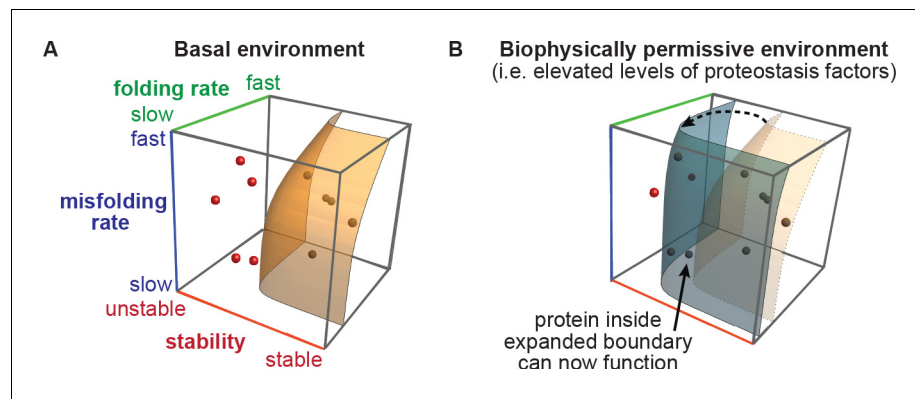 A
Basal environment
folding rate
fast
slow
fast
misfolding
rate
slow
unstable
stability
stable
B
Biophysically permissive environment
(i.e. elevated levels of proteostasis factors)
protein inside
expanded boundary
can now function